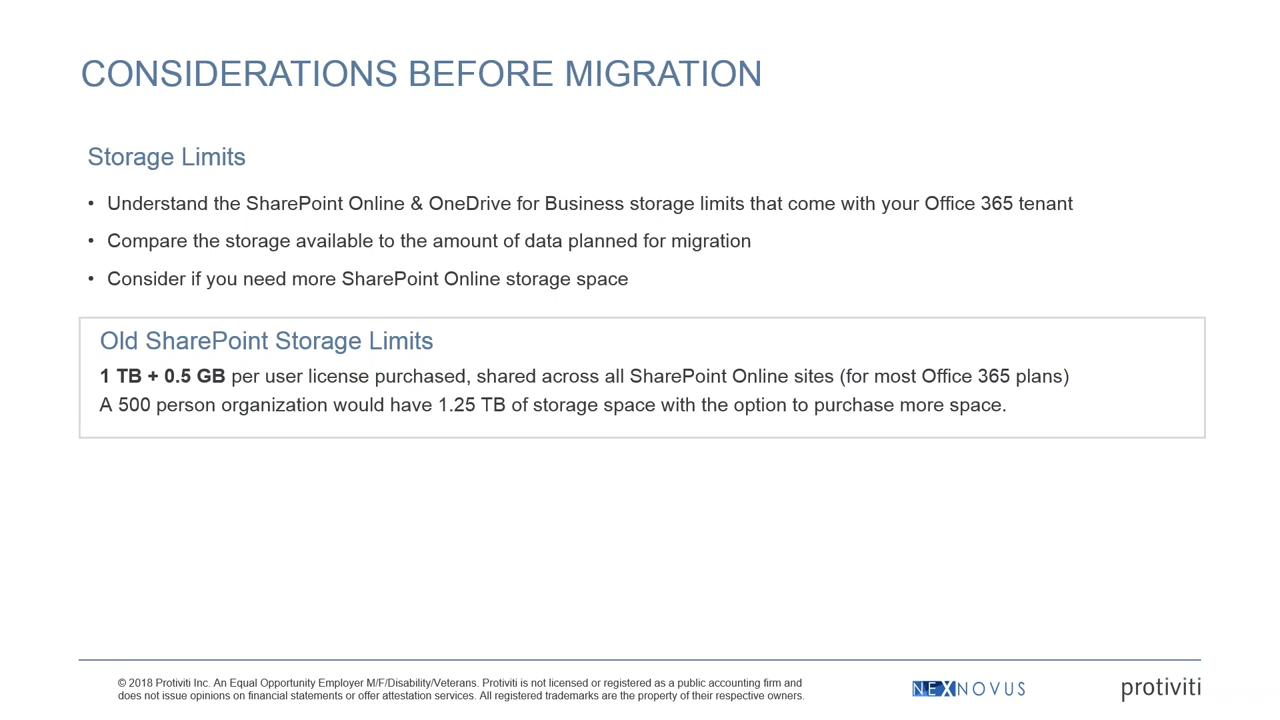 CONSIDERATIONS BEFORE MIGRATION
Storage Limits
• Understand the SharePoint Online & OneDrive for Business storage limits that come with your Office 365 tenant
• Compare the storage available to the amount of data planned for migration
• Consider if you need more SharePoint Online storage space
Old SharePoint Storage Limits
1 TB + 0.5 GB per user license purchased, shared across all SharePoint Online sites (for most Office 365 plans)
A 500 person organization would have 1.25 TB of storage space with the option to purchase more space.
© 2018 Protiviti Inc. An Equal Opportunity Employer M/F/Disability/Veterans. Protiviti is not licensed or registered as a public accounting firm and
does not issue opinions on financial statements or offer attestation services. All registered trademarks are the property of their respective owners.
NEXNOVUS
protiviti